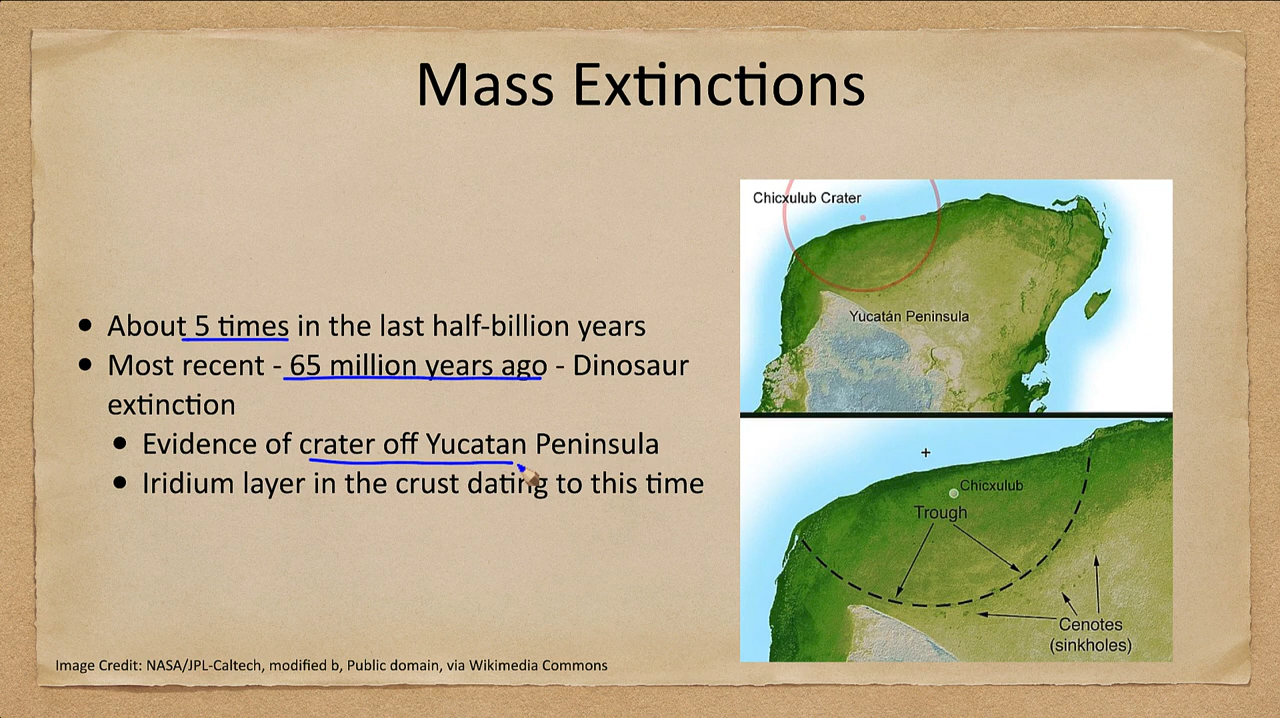 Mass Extinctions
About 5 times in the last half-billion years
Most recent - 65 million years ago - Dinosaur
extinction
Evidence of crater off Yucatan Peninsula
Iridium layer in the crust dating to this time
Image Credit: NASA/JPL-Caltech, modified b, Public domain, via Wikimedia Commons
Chicxulub Crater
Yucatán Peninsula
Chicxulub
Trough
Cenotes
(sinkholes)